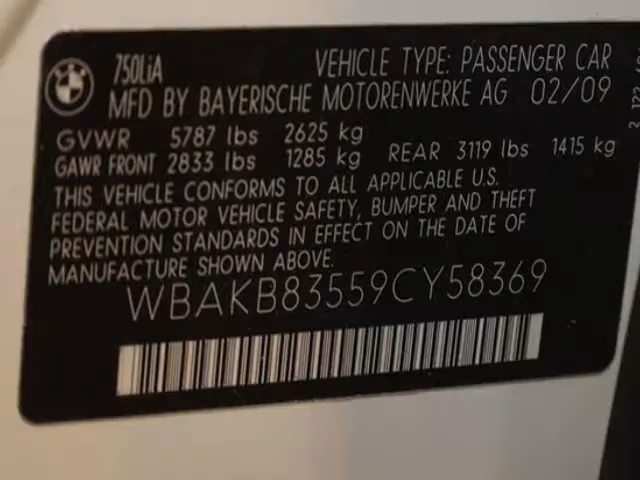 750LiA VEHICLE TYPE: PASSENGER CAR
MFD BY BAYERISCHE MOTORENWERKE AG 02/09
GVWR 5787 lbs 2625 kg
GAWR FRONT 2833 lbs 1285 kg REAR 3119 lbs 1415 kg
THIS VEHICLE CONFORMS TO ALL APPLICABLE U.S.
FEDERAL MOTOR VEHICLE SAFETY, BUMPER AND THEFT
PREVENTION STANDARDS IN EFFECT ON THE DATE OF
MANUFACTURE SHOWN ABOVE.
WBAKB83559CY58369